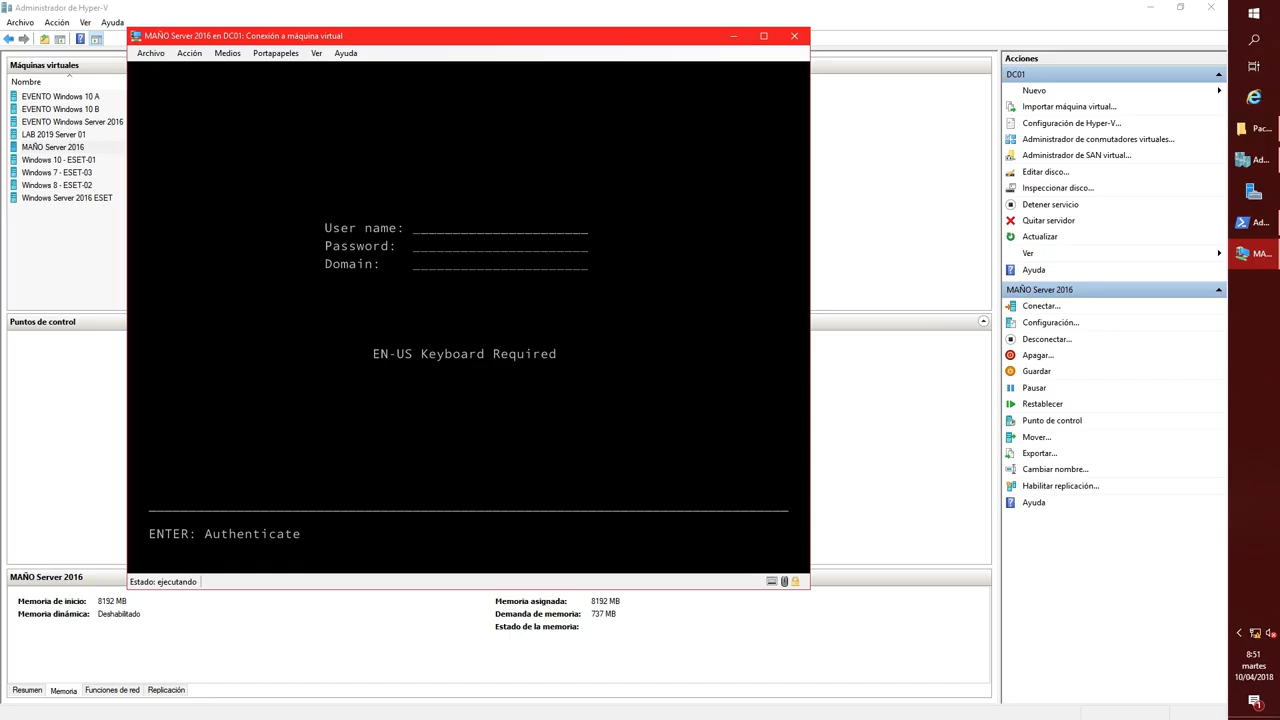 Administrador de Hyper-V
Archivo Acción Ver Ayuda
Máquinas virtuales
Nombre
EVENTO Windows 10 A
EVENTO Windows 10 B
EVENTO Windows Server 2016
LAB 2019 Server 01
MAÑO Server 2016
Windows 10 - ESET-01
Windows 7 - ESET-03
Windows 8 - ESET-02
Windows Server 2016 ESET
Puntos de control
MAÑO Server 2016 en DC01: Conexión a máquina virtual
Archivo Acción Medios Portapapeles Ver Ayuda
User name:
Password:
Domain:
EN-US Keyboard Required
ENTER: Authenticate
Estado: ejecutando
MAÑO Server 2016
Memoria de inicio: 8192 MB Memoria asignada: 8192 MB
Memoria dinámica: Deshabilitado Demanda de memoria: 737 MB
Estado de la memoria:
Resumen Memoria Funciones de red Replicación
Acciones
DC01
Nuevo
Importar máquina virtual...
Configuración de Hyper-V...
Administrador de conmutadores virtuales...
Administrador de SAN virtual...
Editar disco...
Inspeccionar disco...
Detener servicio
Quitar servidor
Actualizar
Ver
Ayuda
MAÑO Server 2016
Conectar...
Configuración...
Desconectar...
Apagar...
Guardar
Pausar
Restablecer
Punto de control
Mover...
Exportar...
Cambiar nombre...
Habilitar replicación...
Ayuda
Pac...
Ad...
Ad...
MA...
8:51
martes
10/04/2018
1